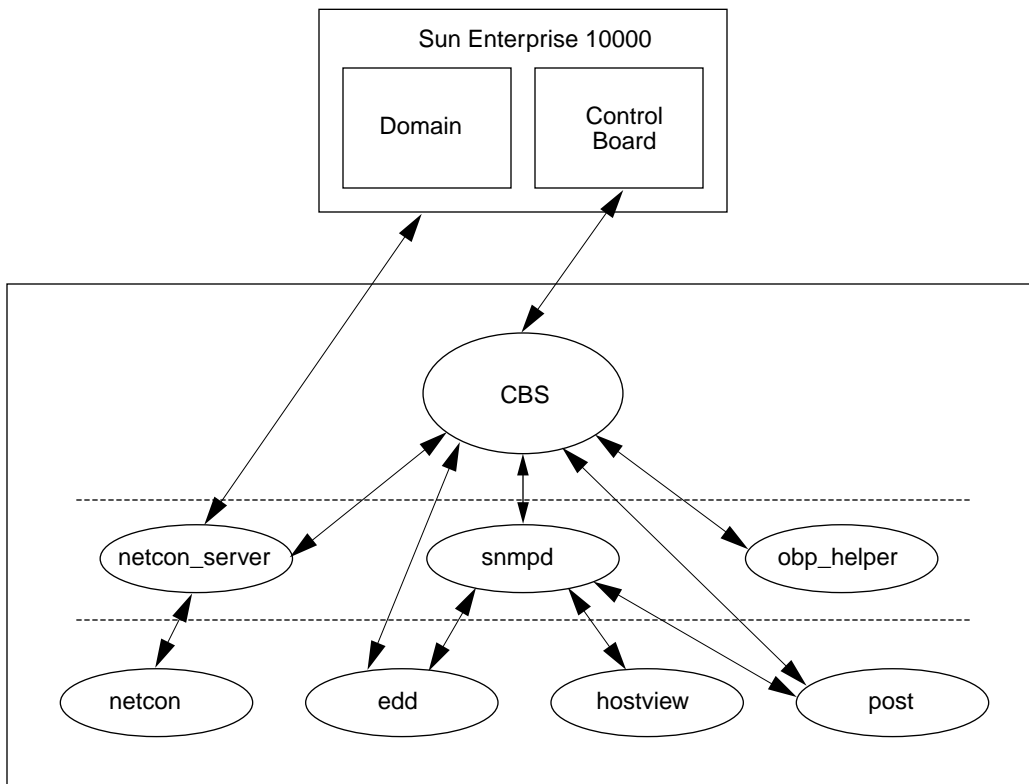 Sun Enterprise 10000
Domain
Control
Board
CBS
netcon_server
snmpd
obp_helper
netcon
edd
hostview
post